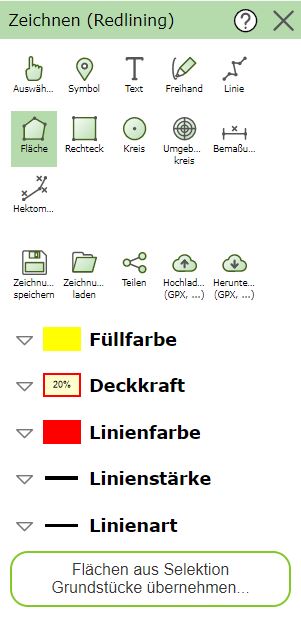 Zeichnen (Redlining)
Auswäh... Symbol Text Freihand Linie
Fläche Rechteck Kreis Umgeb... kreis Bemaßu...
Hektom...
Zeichnu... speichern Zeichnu... laden Teilen Hochlad... (GPX, ...) Herunte... (GPX, ...)
Füllfarbe
20% Deckkraft
Linienfarbe
Linienstärke
Linienart
Flächen aus Selektion
Grundstücke übernehmen...